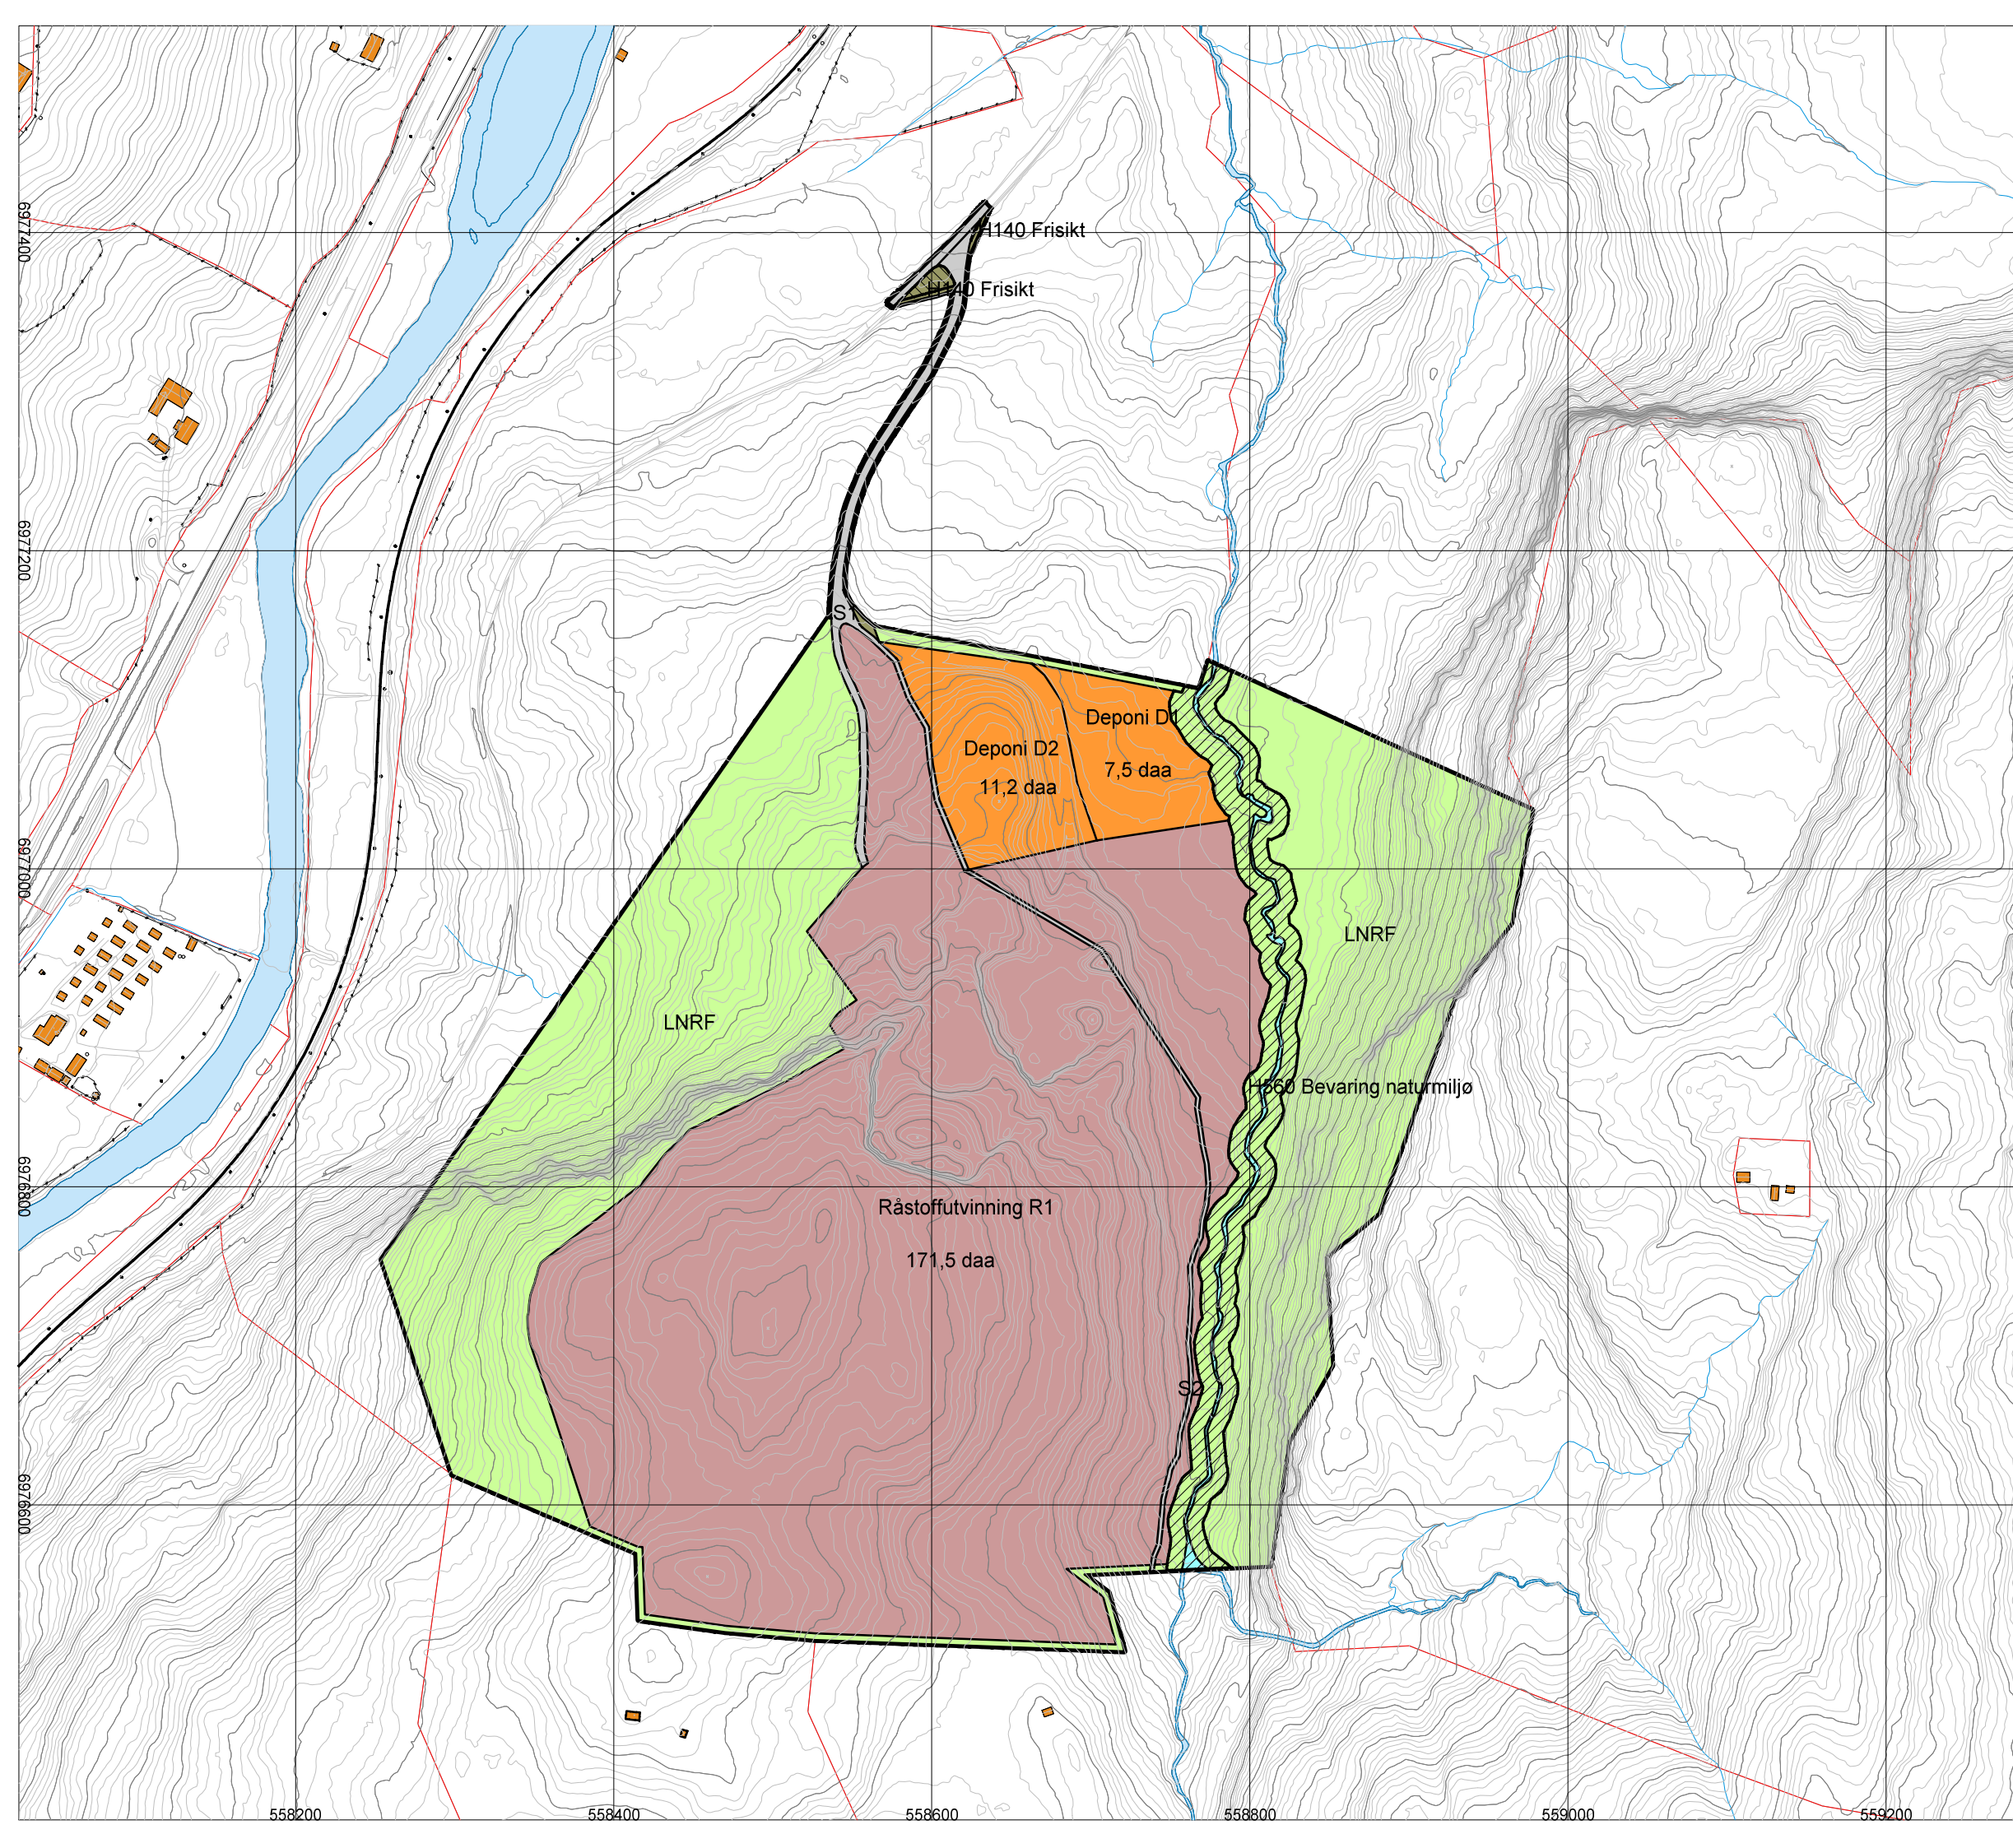 H140 Frisikt
6977400
H140 Frisikt
6977200
S1
Deponi D1
Deponi D2
7,5 daa
11,2 daa
6977000
LNRF
LNRF
H560 Bevaring naturmiljø
6976800
Råstoffutvinning R1
171,5 daa
S2
6976600
558200
558400
558600
558800
559000
559200